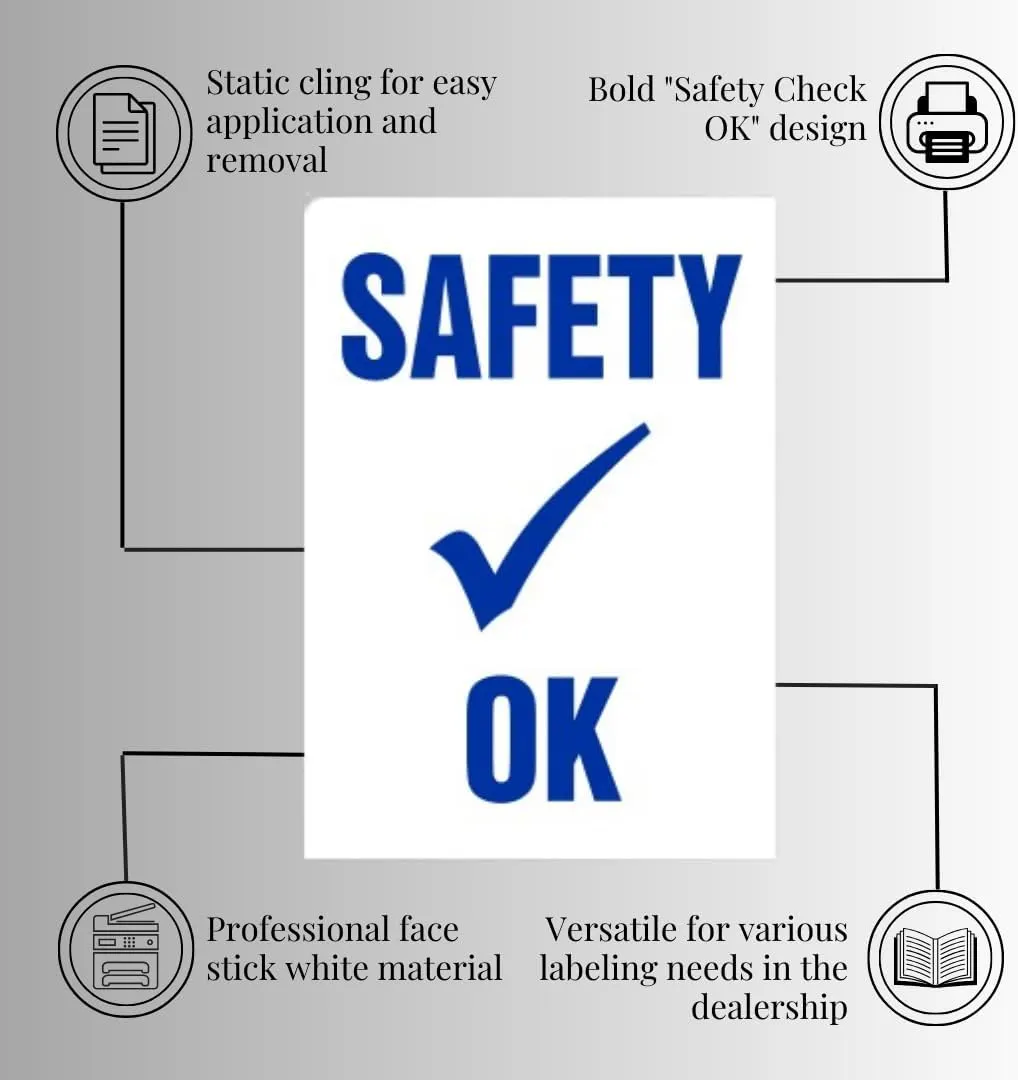 Static cling for easy
application and
removal
Bold "Safety Check
OK" design
SAFETY
OK
Professional face
stick white material
Versatile for various
labeling needs in the
dealership